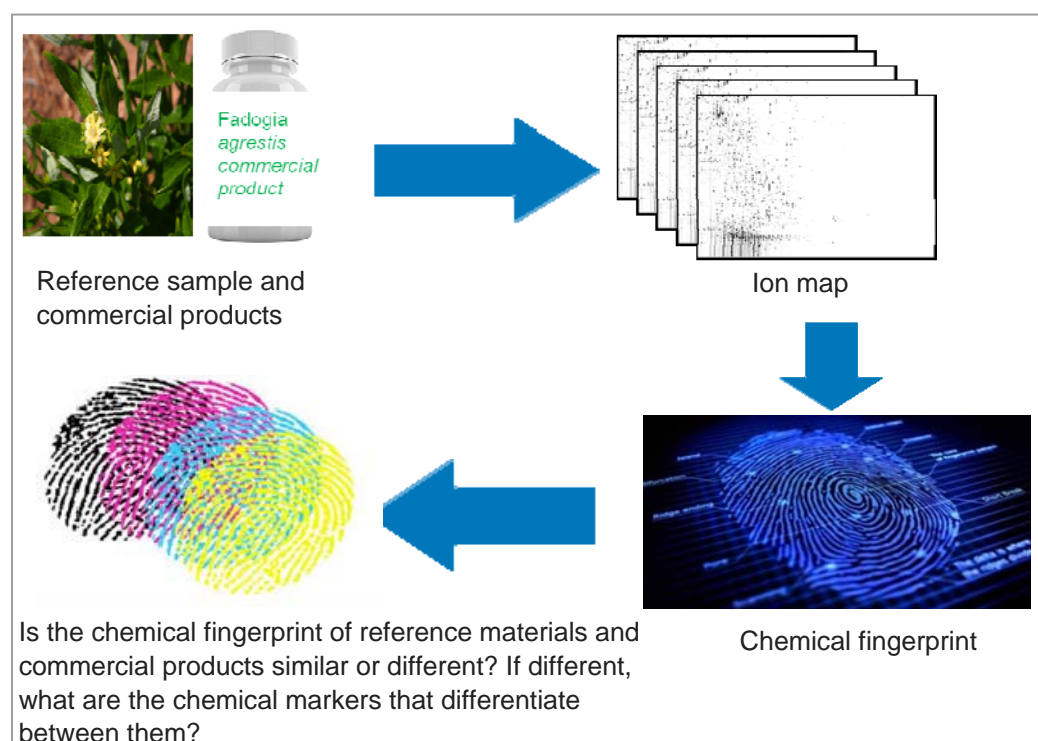 Fadogia
agrestis
commercial
product
Reference sample and
commercial products
Ion map
Chemical fingerprint
Is the chemical fingerprint of reference materials and
commercial products similar or different? If different,
what are the chemical markers that differentiate
between them?